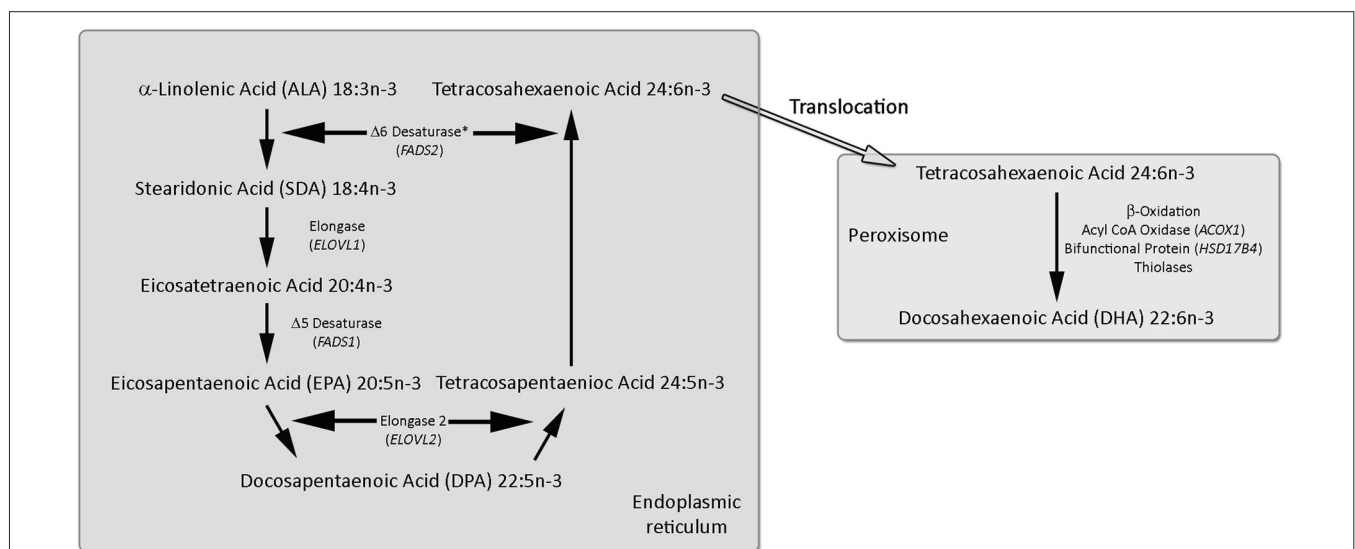 α-Linolenic Acid (ALA) 18:3n-3
Δ6 Desaturase*
(FADS2)
Stearidonic Acid (SDA) 18:4n-3
Elongase
(ELOVL1)
Eicosatetraenoic Acid 20:4n-3
Δ5 Desaturase
(FADS1)
Eicosapentaenoic Acid (EPA) 20:5n-3
Elongase 2
(ELOVL2)
Docosapentaenoic Acid (DPA) 22:5n-3
Tetracosapentaenioc Acid 24:5n-3
Tetracosahexaenoic Acid 24:6n-3
Endoplasmic
reticulum
Translocation
Tetracosahexaenoic Acid 24:6n-3
Peroxisome
β-Oxidation
Acyl CoA Oxidase (ACOX1)
Bifunctional Protein (HSD17B4)
Thiolases
Docosahexaenoic Acid (DHA) 22:6n-3